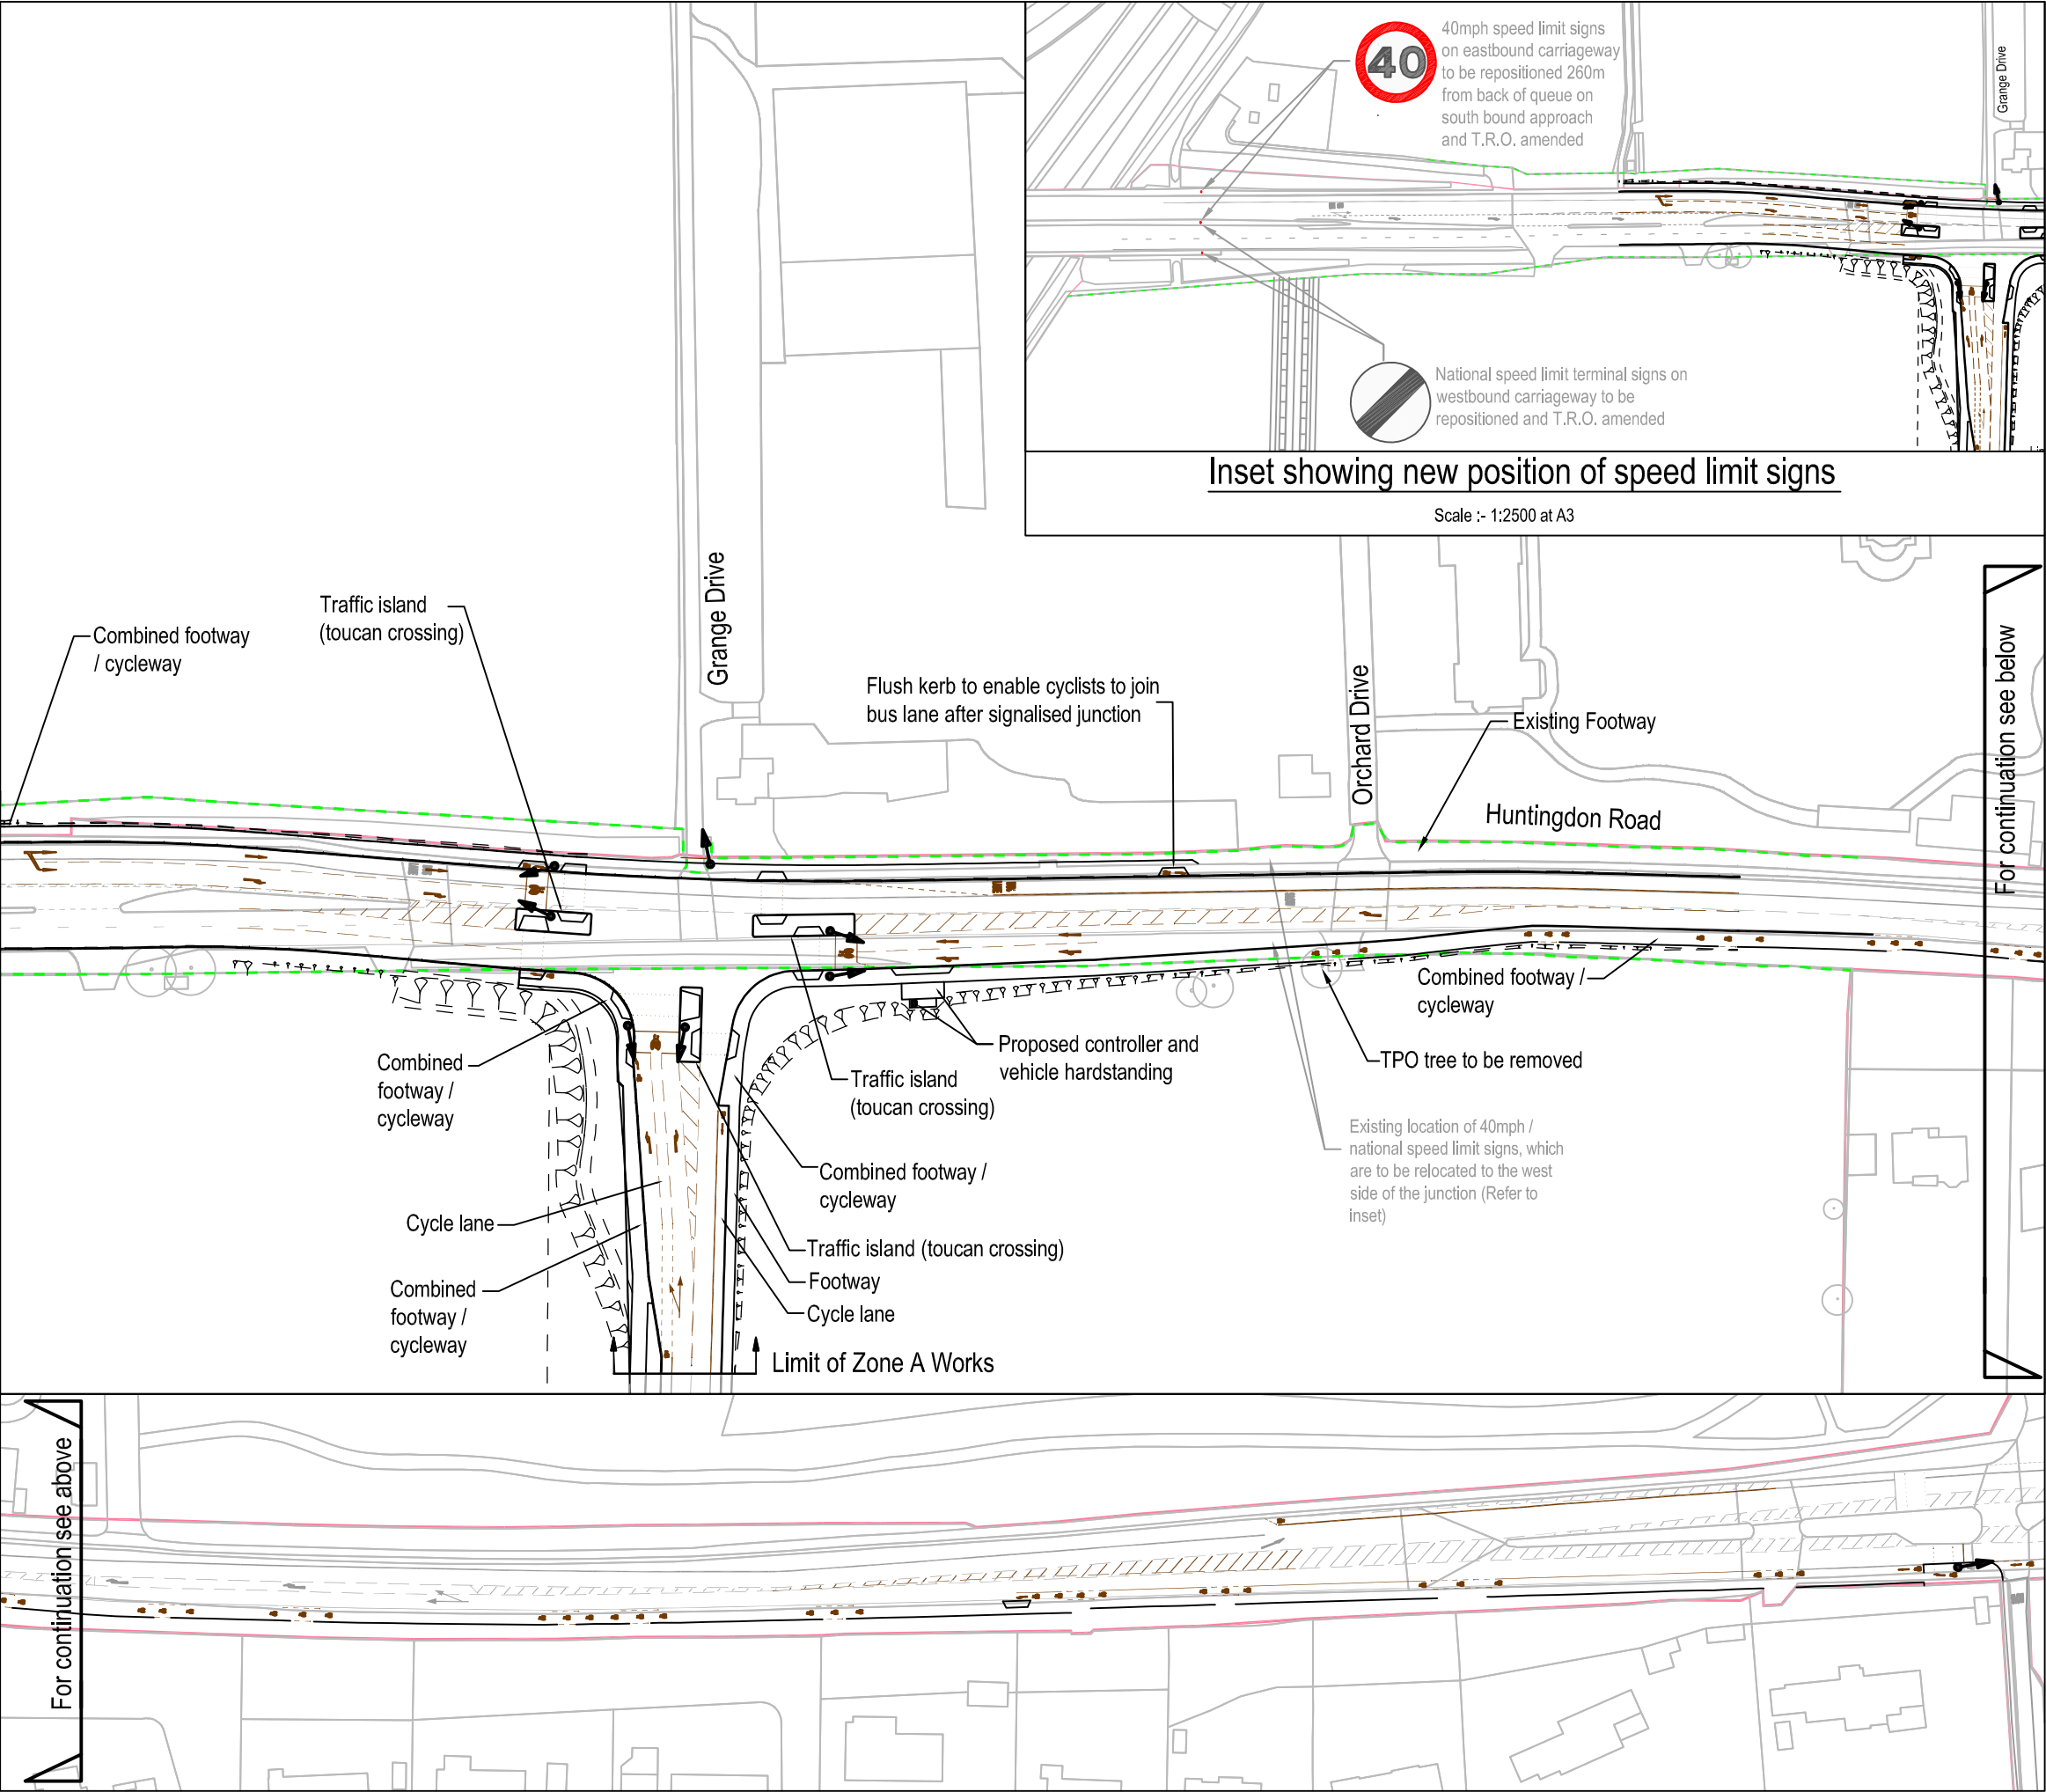 40
40mph speed limit signs
on eastbound carriageway
to be repositioned 260m
from back of queue on
south bound approach
and T.R.O. amended
Grange Drive
National speed limit terminal signs on
westbound carriageway to be
repositioned and T.R.O. amended
Inset showing new position of speed limit signs
Scale :- 1:2500 at A3
Combined footway
/ cycleway
Traffic island
(toucan crossing)
Grange Drive
Flush kerb to enable cyclists to join
bus lane after signalised junction
Orchard Drive
Existing Footway
Huntingdon Road
For continuation see below
Combined footway /
cycleway
TPO tree to be removed
Proposed controller and
vehicle hardstanding
Traffic island
(toucan crossing)
Combined
footway /
cycleway
Existing location of 40mph /
national speed limit signs, which
are to be relocated to the west
side of the junction (Refer to
inset)
Combined footway /
cycleway
Cycle lane
Traffic island (toucan crossing)
Footway
Cycle lane
Combined
footway /
cycleway
Limit of Zone A Works
For continuation see above